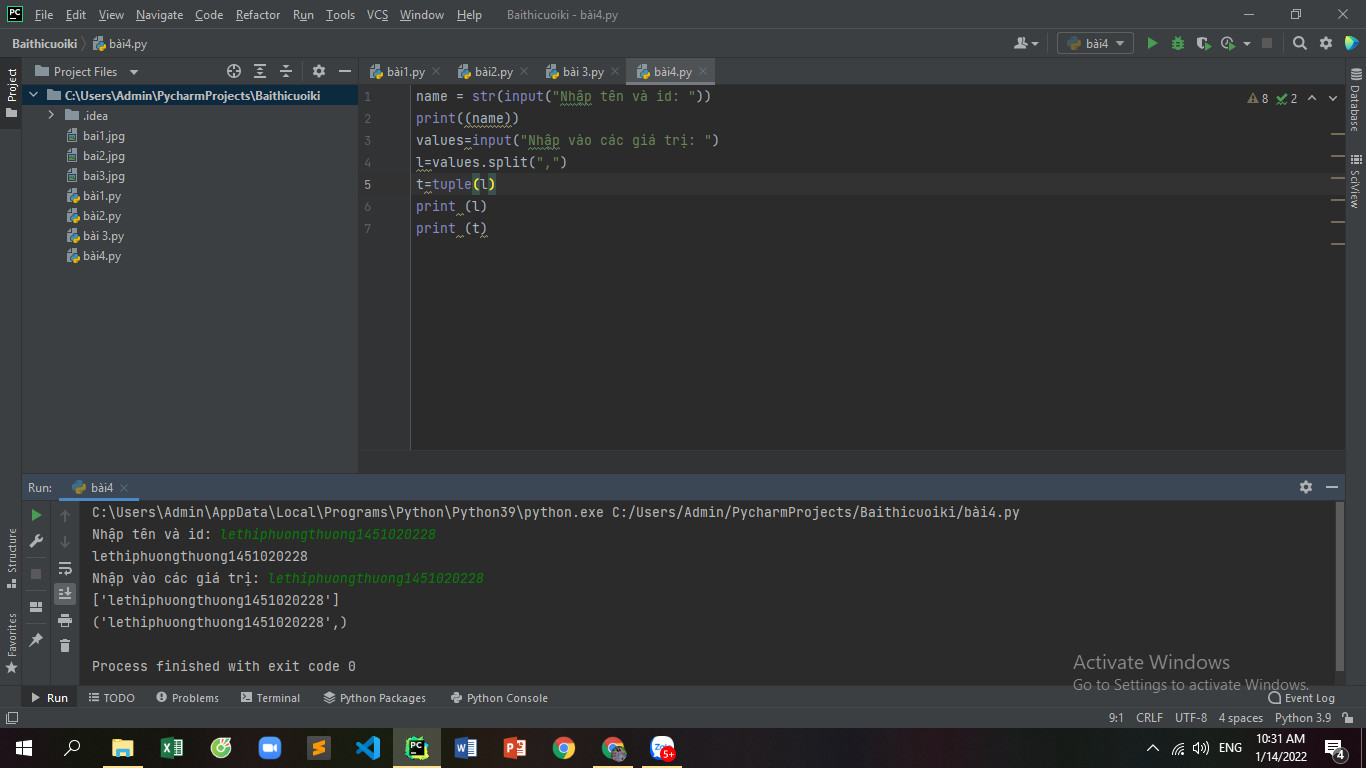 PC File Edit View Navigate Code Refactor Run Tools VCS Window Help Baithicuoiki - bài4.py
Baithicuoiki bài4.py bài4
Project
Project Files
bài1.py bài2.py bài 3.py bài4.py
C:\Users\Admin\PycharmProjects\Baithicuoiki
.idea
bai1.jpg
bai2.jpg
bai3.jpg
bài1.py
bài2.py
bài 3.py
bài4.py
1 name = str(input("Nhập tên và id: "))
2 print((name))
3 values=input("Nhập vào các giá trị: ")
4 l=values.split(",")
5 t=tuple(l)
6 print (l)
7 print (t)
8 2
Database
SciView
Run: bài4
C:\Users\Admin\AppData\Local\Programs\Python\Python39\python.exe C:/Users/Admin/PycharmProjects/Baithicuoiki/bài4.py
Nhập tên và id: lethiphuongthuong1451020228
lethiphuongthuong1451020228
Nhập vào các giá trị: lethiphuongthuong1451020228
['lethiphuongthuong1451020228']
('lethiphuongthuong1451020228',)
Process finished with exit code 0
Structure
Favorites
Activate Windows
Go to Settings to activate Windows.
Run TODO Problems Terminal Python Packages Python Console Event Log
9:1 CRLF UTF-8 4 spaces Python 3.9
PC
5+
ENG
10:31 AM
1/14/2022
4